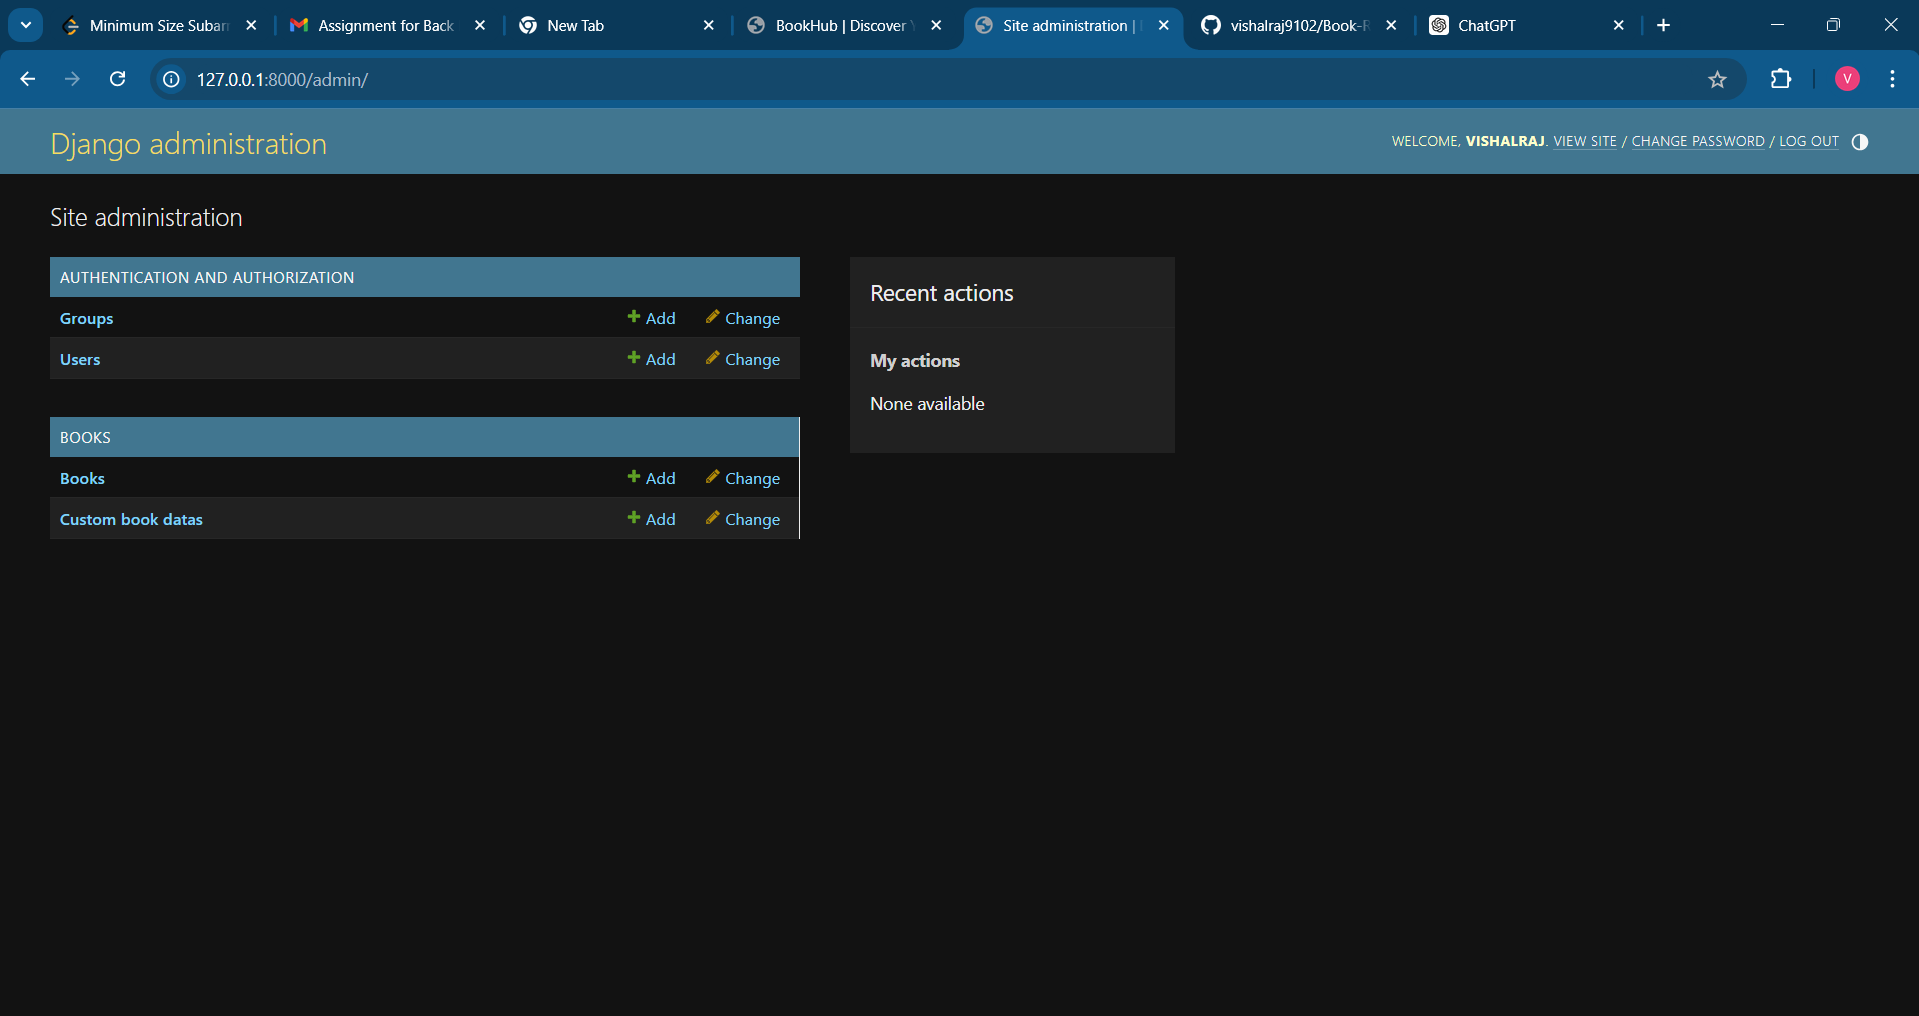 Minimum Size Subarr
Assignment for Back
New Tab
BookHub | Discover
Site administration |
vishalraj9102/Book-R
ChatGPT
127.0.0.1:8000/admin/
V
Django administration
WELCOME, VISHALRAJ. VIEW SITE / CHANGE PASSWORD / LOG OUT
Site administration
AUTHENTICATION AND AUTHORIZATION
Groups Add Change
Users Add Change
BOOKS
Books Add Change
Custom book datas Add Change
Recent actions
My actions
None available